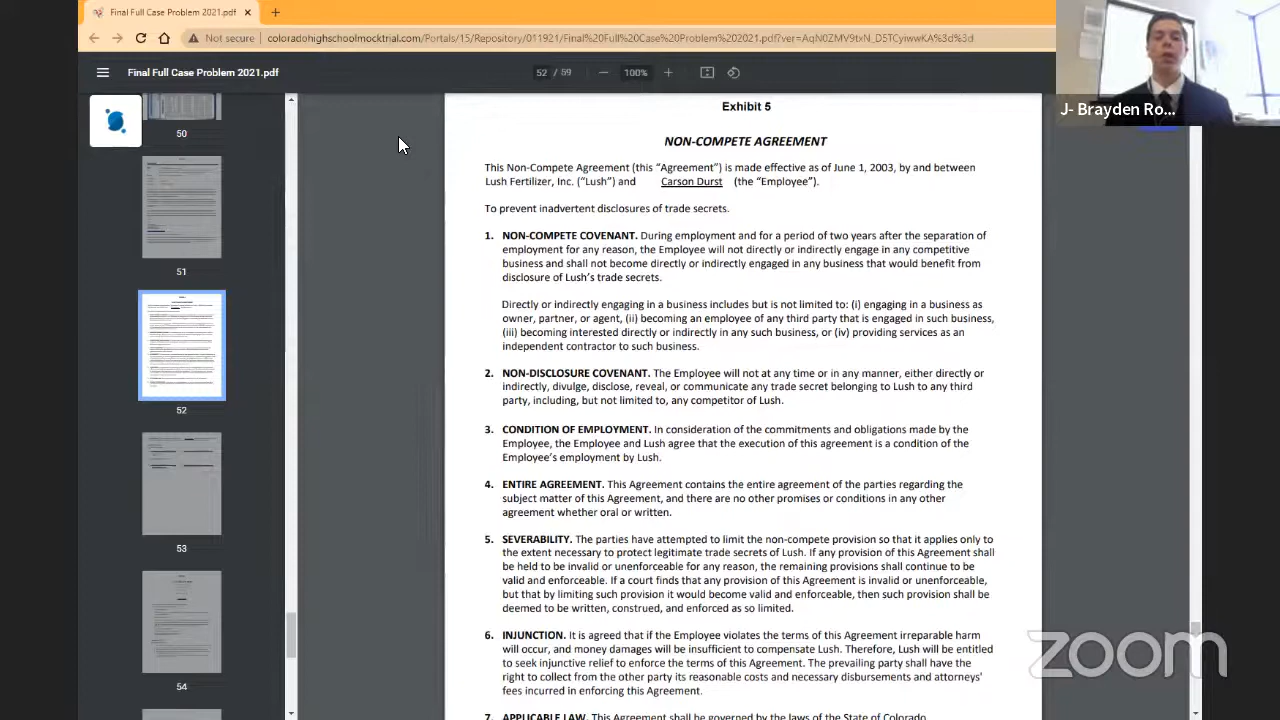 Final Full Case Problem 2021.pdf
Not secure
coloradohighschoolmocktrial.com/Portals/15/Repository/011921/Final%20Full%20Case%20Problem%202021.pdf?ver=AqN0ZMV9txN_D5TCyiwwKA%3d%3d
Final Full Case Problem 2021.pdf
52 / 59
100%
J- Brayden Ro...
50
51
52
53
54
Exhibit 5
NON-COMPETE AGREEMENT
This Non-Compete Agreement (this “Agreement”) is made effective as of June 1, 2003, by and between
Lush Fertilizer, Inc. (“Lush”) and Carson Durst (the “Employee”).
To prevent inadvertent disclosures of trade secrets.
1. NON-COMPETE COVENANT. During employment and for a period of two years after the separation of
employment for any reason, the Employee will not directly or indirectly engage in any competitive
business and shall not become directly or indirectly engaged in any business that would benefit from
disclosure of Lush’s trade secrets.
Directly or indirectly engaging in a business includes but is not limited to: (i) engaging in a business as
owner, partner, or agent, (ii) becoming an employee of any third party that is engaged in such business,
(iii) becoming interested directly or indirectly in any such business, or (iv) providing services as an
independent contractor to such business.
2. NON-DISCLOSURE COVENANT. The Employee will not at any time or in any manner, either directly or
indirectly, divulge, disclose, reveal, or communicate any trade secret belonging to Lush to any third
party, including, but not limited to, any competitor of Lush.
3. CONDITION OF EMPLOYMENT. In consideration of the commitments and obligations made by the
Employee, the Employee and Lush agree that the execution of this agreement is a condition of the
Employee’s employment by Lush.
4. ENTIRE AGREEMENT. This Agreement contains the entire agreement of the parties regarding the
subject matter of this Agreement, and there are no other promises or conditions in any other
agreement whether oral or written.
5. SEVERABILITY. The parties have attempted to limit the non-compete provision so that it applies only to
the extent necessary to protect legitimate trade secrets of Lush. If any provision of this Agreement shall
be held to be invalid or unenforceable for any reason, the remaining provisions shall continue to be
valid and enforceable. If a court finds that any provision of this Agreement is invalid or unenforceable,
but that by limiting such provision it would become valid and enforceable, then such provision shall be
deemed to be written, construed, and enforced as so limited.
6. INJUNCTION. It is agreed that if the Employee violates the terms of this Agreement irreparable harm
will occur, and money damages will be insufficient to compensate Lush. Therefore, Lush will be entitled
to seek injunctive relief to enforce the terms of this Agreement. The prevailing party shall have the
right to collect from the other party its reasonable costs and necessary disbursements and attorneys’
fees incurred in enforcing this Agreement.
7. APPLICABLE LAW. This Agreement shall be governed by the laws of the State of Colorado.
zoom